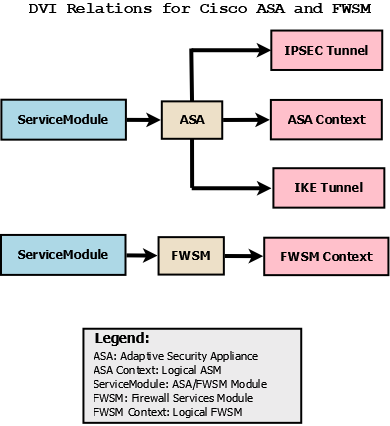 DVI Relations for Cisco ASA and FWSM
IPSEC Tunnel
ServiceModule
ASA
ASA Context
IKE Tunnel
ServiceModule
FWSM
FWSM Context
Legend:
ASA: Adaptive Security Appliance
ASA Context: Logical ASM
ServiceModule: ASA/FWSM Module
FWSM: Firewall Services Module
FWSM Context: Logical FWSM